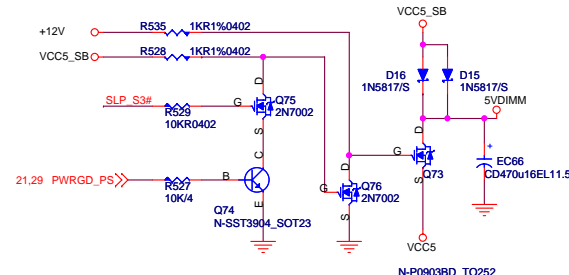 VCC5_SB
+12V
R535
1KR1%0402
VCC5_SB
R528
1KR1%0402
D16
1N5817/S
D15
1N5817/S
5VDIMM
SLP_S3#
R529
10KR0402
D
G
S
Q75
2N7002
D
G
S
Q73
+
EC66
CD470u16EL11.5
21,29 PWRGD_PS
R527
10K/4
C
B
E
Q74
N-SST3904_SOT23
D
G
S
Q76
2N7002
VCC5
N-P0903BD_TO252